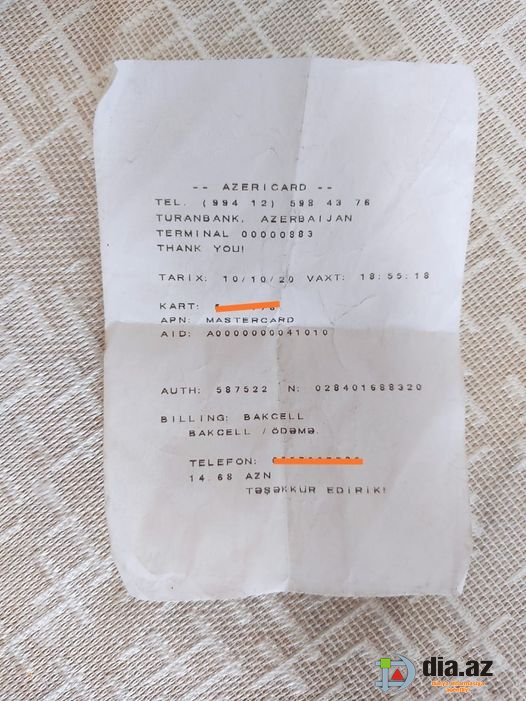 -- AZERICARD --
TEL. (994 12) 598 43 76
TURANBANK, AZERBAIJAN
TERMINAL 00000883
THANK YOU!
TARIX: 10/10/20 VAXT: 18:55:18
KART:
APN: MASTERCARD
AID: A0000000041010
AUTH: 587522 N: 028401688320
BILLING: BAKCELL
BAKCELL /ÖDƏMƏ.
TELEFON:
14.68 AZN
TƏŞƏKKÜR EDİRİK!
dia.az